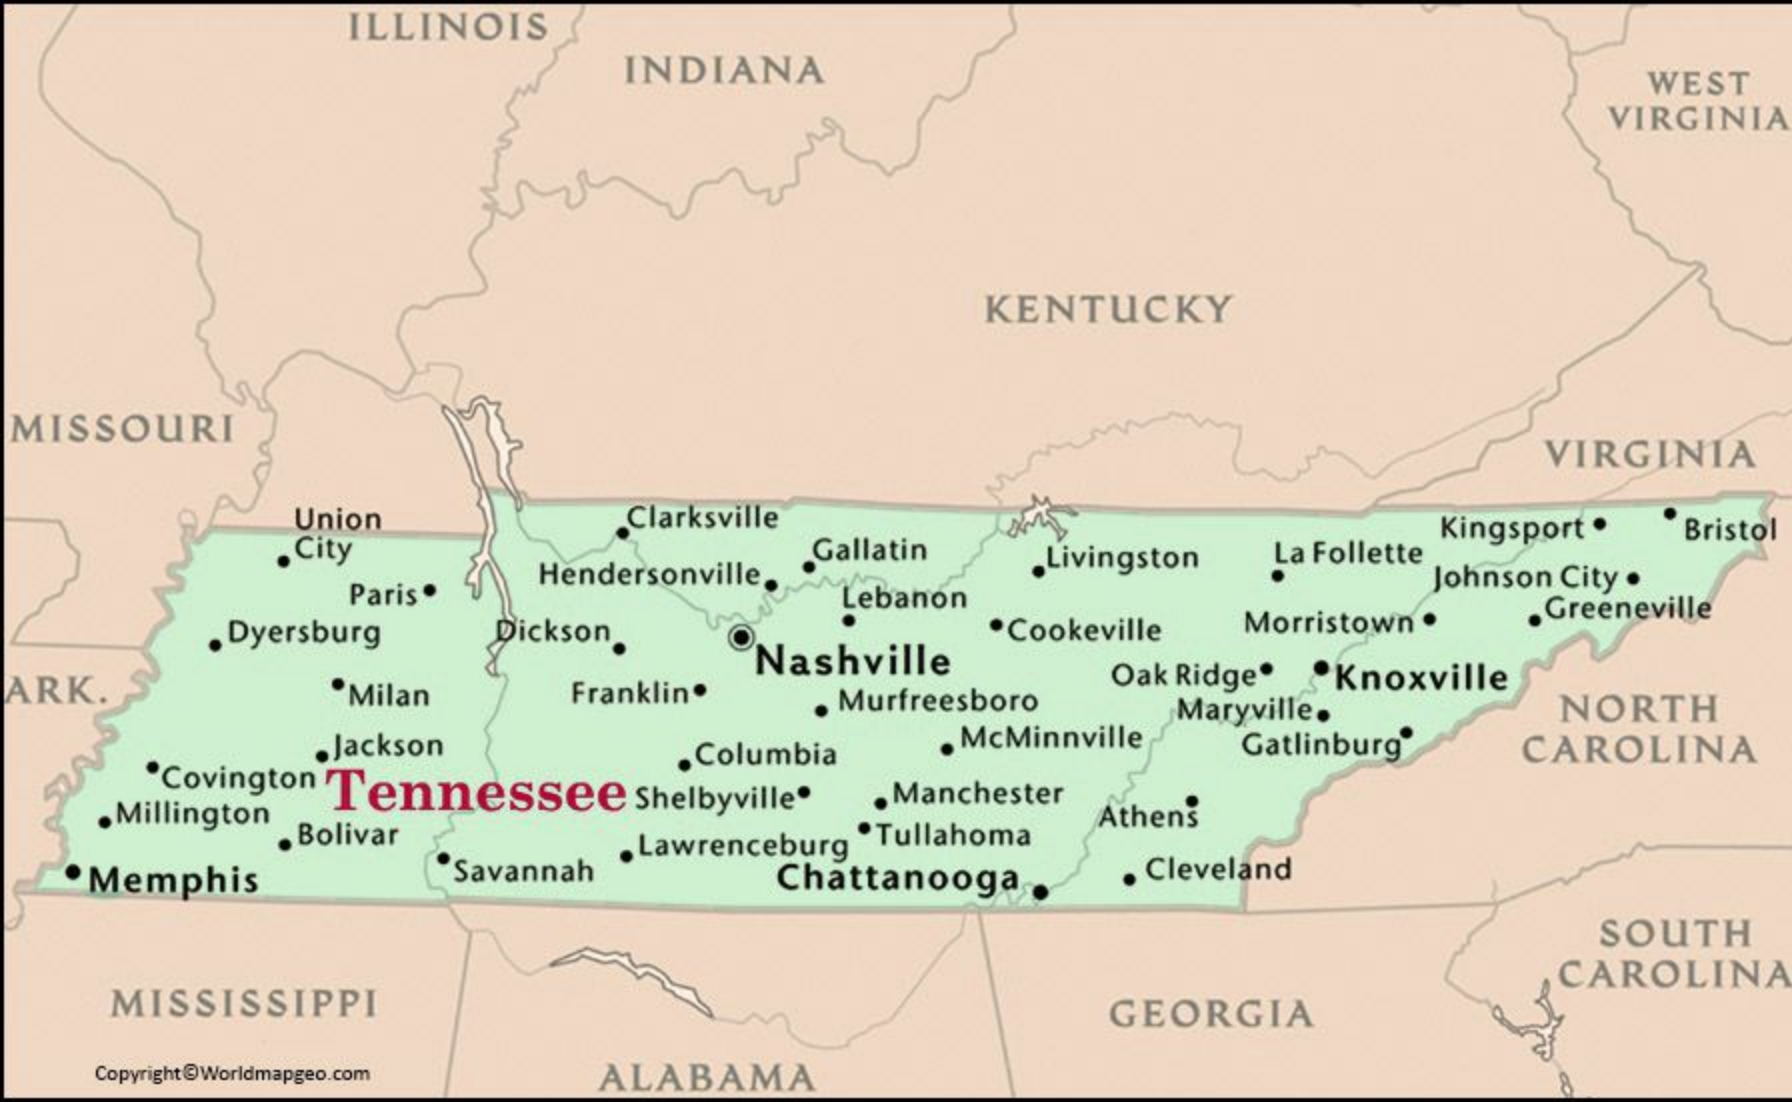 ILLINOIS
INDIANA
WEST
VIRGINIA
KENTUCKY
MISSOURI
VIRGINIA
Union
City
Clarksville
Kingsport
Bristol
Gallatin
Livingston
La Follette
Hendersonville
Johnson City
Paris
Lebanon
Greeneville
Dyersburg
Dickson
Cookeville
Morristown
Nashville
Oak Ridge
Knoxville
ARK.
Milan
Franklin
Murfreesboro
Maryville
NORTH
CAROLINA
Jackson
Columbia
McMinnville
Gatlinburg
Covington
Tennessee
Shelbyville
Manchester
Millington
Athens
Bolivar
Lawrenceburg
Tullahoma
Memphis
Savannah
Chattanooga
Cleveland
SOUTH
CAROLINA
MISSISSIPPI
GEORGIA
ALABAMA
Copyright©Worldmapgeo.com